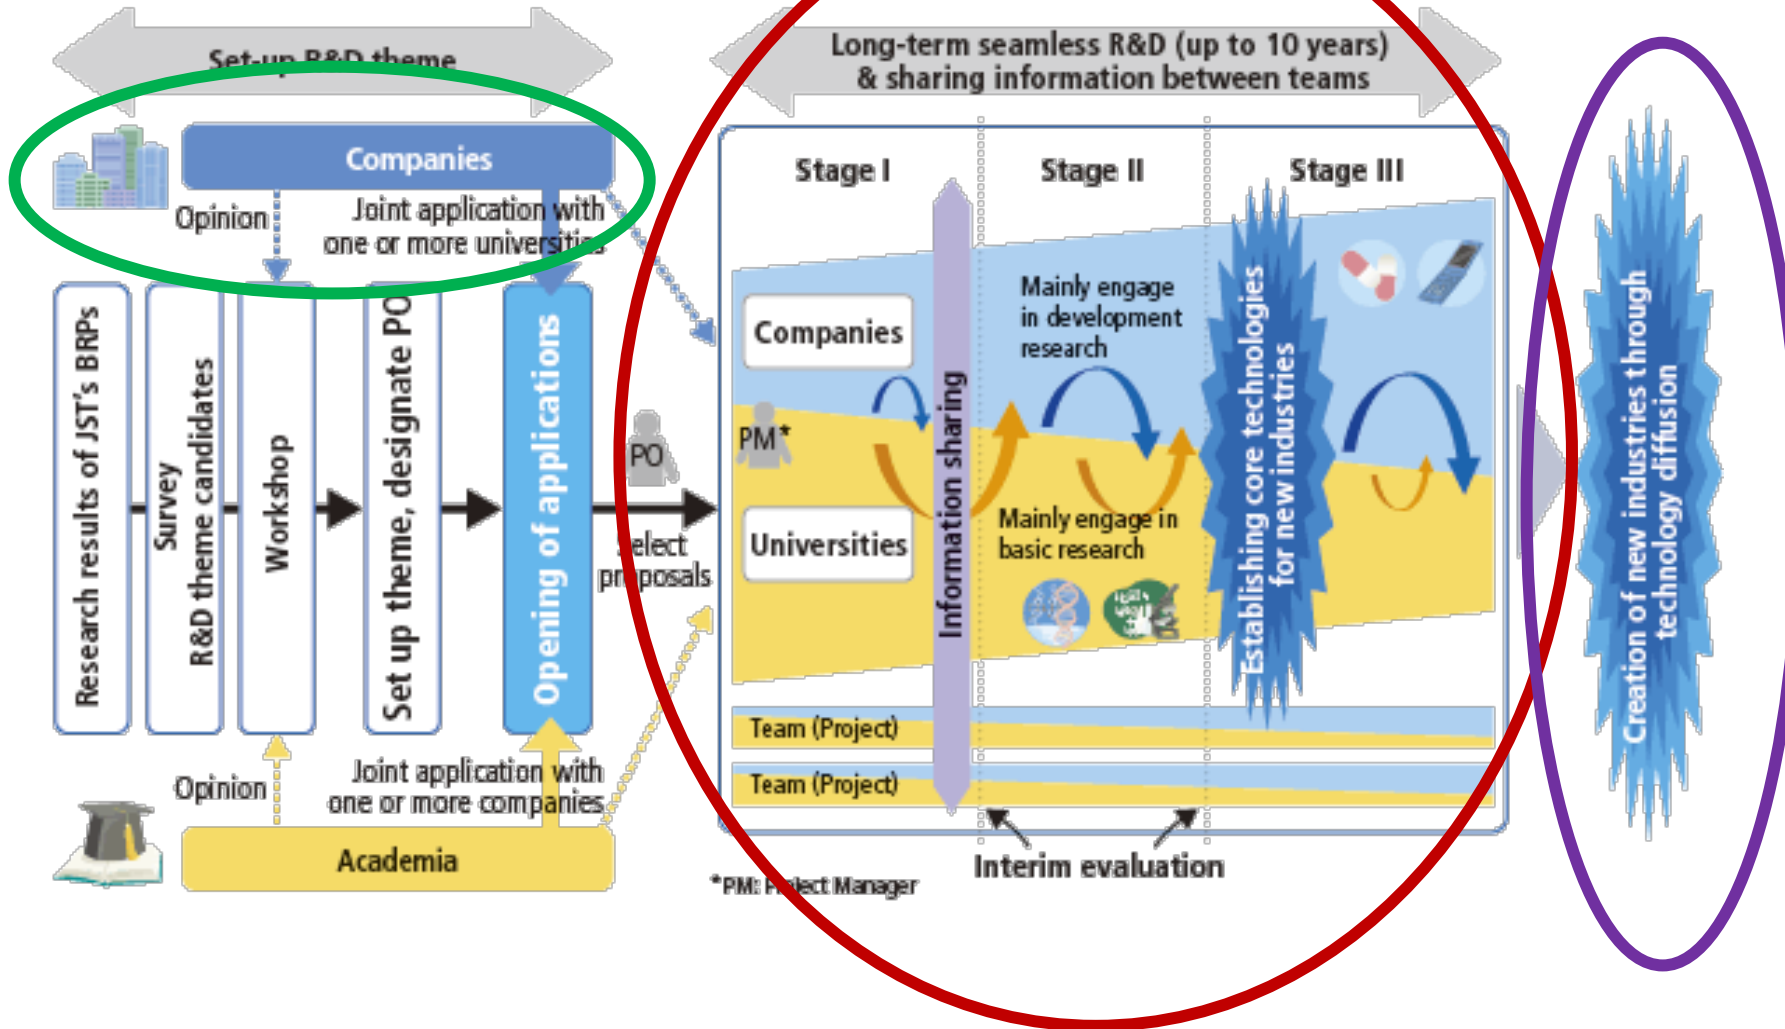 Set-up R&D theme
Long-term seamless R&D (up to 10 years)
& sharing information between teams
Companies
Opinion
Joint application with
one or more universities
Research results of JST's BRPs
Survey
R&D theme candidates
Workshop
Set up theme, designate PO
Opening of applications
PO
Select
proposals
Opinion
Joint application with
one or more companies
Academia
Stage I
Stage II
Stage III
Companies
PM*
Universities
Information sharing
Mainly engage
in development
research
Mainly engage in
basic research
Establishing core technologies
for new industries
Team (Project)
Team (Project)
Interim evaluation
*PM: Project Manager
Creation of new industries through
technology diffusion